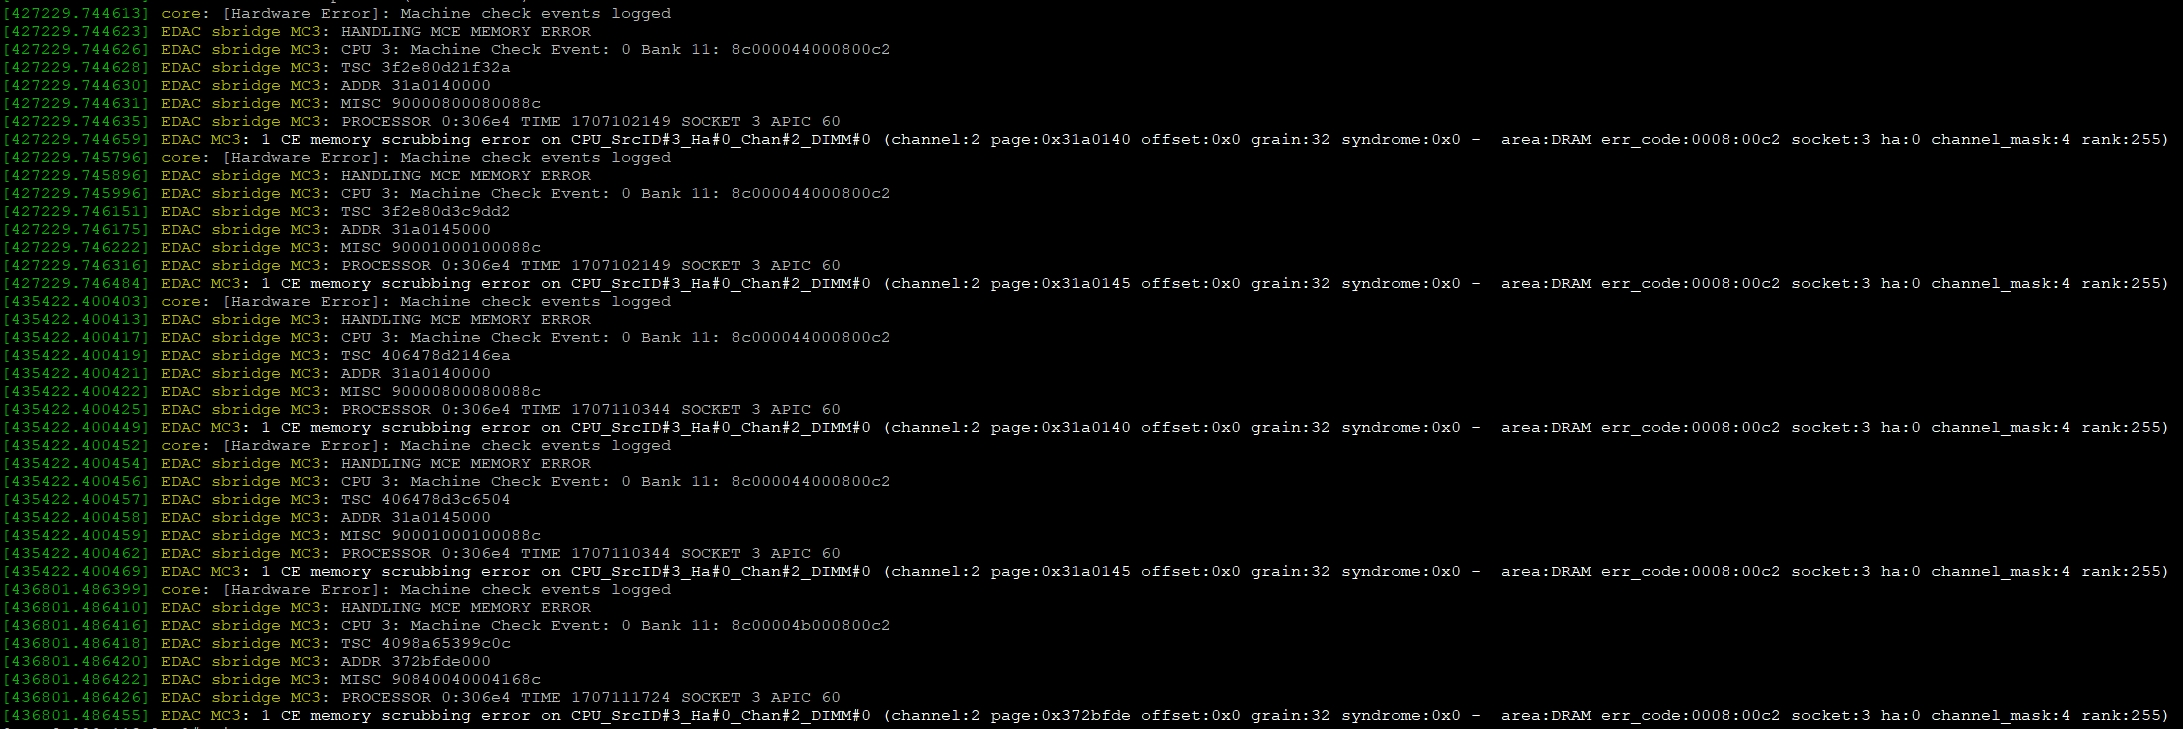 [427229.744613] core: [Hardware Error]: Machine check events logged
[427229.744623] EDAC sbridge MC3: HANDLING MCE MEMORY ERROR
[427229.744626] EDAC sbridge MC3: CPU 3: Machine Check Event: 0 Bank 11: 8c000044000800c2
[427229.744628] EDAC sbridge MC3: TSC 3f2e80d21f32a
[427229.744630] EDAC sbridge MC3: ADDR 31a0140000
[427229.744631] EDAC sbridge MC3: MISC 90000800080088c
[427229.744635] EDAC sbridge MC3: PROCESSOR 0:306e4 TIME 1707102149 SOCKET 3 APIC 60
[427229.744659] EDAC MC3: 1 CE memory scrubbing error on CPU_SrcID#3_Ha#0_Chan#2_DIMM#0 (channel:2 page:0x31a0140 offset:0x0 grain:32 syndrome:0x0 -  area:DRAM err_code:0008:00c2 socket:3 ha:0 channel_mask:4 rank:255)
[427229.745796] core: [Hardware Error]: Machine check events logged
[427229.745896] EDAC sbridge MC3: HANDLING MCE MEMORY ERROR
[427229.745996] EDAC sbridge MC3: CPU 3: Machine Check Event: 0 Bank 11: 8c000044000800c2
[427229.746151] EDAC sbridge MC3: TSC 3f2e80d3c9dd2
[427229.746175] EDAC sbridge MC3: ADDR 31a0145000
[427229.746222] EDAC sbridge MC3: MISC 90001000100088c
[427229.746316] EDAC sbridge MC3: PROCESSOR 0:306e4 TIME 1707102149 SOCKET 3 APIC 60
[427229.746484] EDAC MC3: 1 CE memory scrubbing error on CPU_SrcID#3_Ha#0_Chan#2_DIMM#0 (channel:2 page:0x31a0145 offset:0x0 grain:32 syndrome:0x0 -  area:DRAM err_code:0008:00c2 socket:3 ha:0 channel_mask:4 rank:255)
[435422.400403] core: [Hardware Error]: Machine check events logged
[435422.400413] EDAC sbridge MC3: HANDLING MCE MEMORY ERROR
[435422.400417] EDAC sbridge MC3: CPU 3: Machine Check Event: 0 Bank 11: 8c000044000800c2
[435422.400419] EDAC sbridge MC3: TSC 406478d2146ea
[435422.400421] EDAC sbridge MC3: ADDR 31a0140000
[435422.400422] EDAC sbridge MC3: MISC 90000800080088c
[435422.400425] EDAC sbridge MC3: PROCESSOR 0:306e4 TIME 1707110344 SOCKET 3 APIC 60
[435422.400449] EDAC MC3: 1 CE memory scrubbing error on CPU_SrcID#3_Ha#0_Chan#2_DIMM#0 (channel:2 page:0x31a0140 offset:0x0 grain:32 syndrome:0x0 -  area:DRAM err_code:0008:00c2 socket:3 ha:0 channel_mask:4 rank:255)
[435422.400452] core: [Hardware Error]: Machine check events logged
[435422.400454] EDAC sbridge MC3: HANDLING MCE MEMORY ERROR
[435422.400456] EDAC sbridge MC3: CPU 3: Machine Check Event: 0 Bank 11: 8c000044000800c2
[435422.400457] EDAC sbridge MC3: TSC 406478d3c6504
[435422.400458] EDAC sbridge MC3: ADDR 31a0145000
[435422.400459] EDAC sbridge MC3: MISC 90001000100088c
[435422.400462] EDAC sbridge MC3: PROCESSOR 0:306e4 TIME 1707110344 SOCKET 3 APIC 60
[435422.400469] EDAC MC3: 1 CE memory scrubbing error on CPU_SrcID#3_Ha#0_Chan#2_DIMM#0 (channel:2 page:0x31a0145 offset:0x0 grain:32 syndrome:0x0 -  area:DRAM err_code:0008:00c2 socket:3 ha:0 channel_mask:4 rank:255)
[436801.486399] core: [Hardware Error]: Machine check events logged
[436801.486410] EDAC sbridge MC3: HANDLING MCE MEMORY ERROR
[436801.486416] EDAC sbridge MC3: CPU 3: Machine Check Event: 0 Bank 11: 8c00004b000800c2
[436801.486418] EDAC sbridge MC3: TSC 4098a65399c0c
[436801.486420] EDAC sbridge MC3: ADDR 372bfde000
[436801.486422] EDAC sbridge MC3: MISC 90840040004168c
[436801.486426] EDAC sbridge MC3: PROCESSOR 0:306e4 TIME 1707111724 SOCKET 3 APIC 60
[436801.486455] EDAC MC3: 1 CE memory scrubbing error on CPU_SrcID#3_Ha#0_Chan#2_DIMM#0 (channel:2 page:0x372bfde offset:0x0 grain:32 syndrome:0x0 -  area:DRAM err_code:0008:00c2 socket:3 ha:0 channel_mask:4 rank:255)